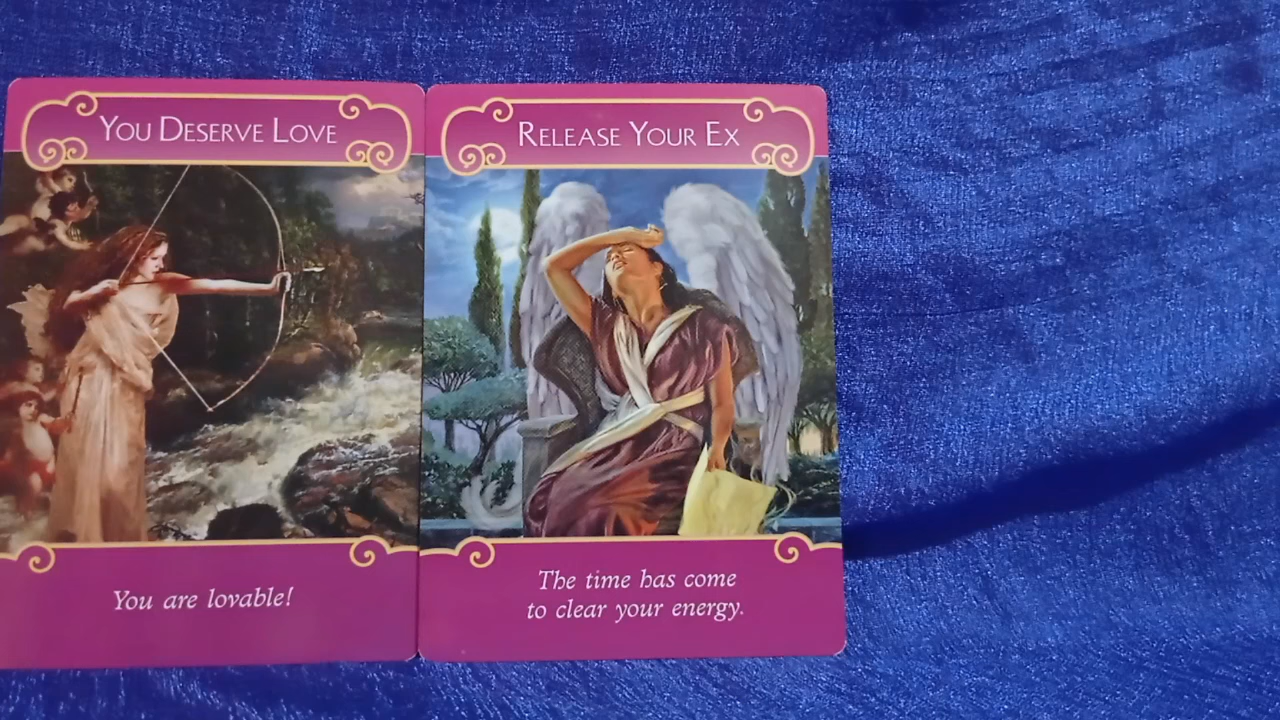 You Deserve Love
Release Your Ex
You are lovable!
The time has come
to clear your energy.